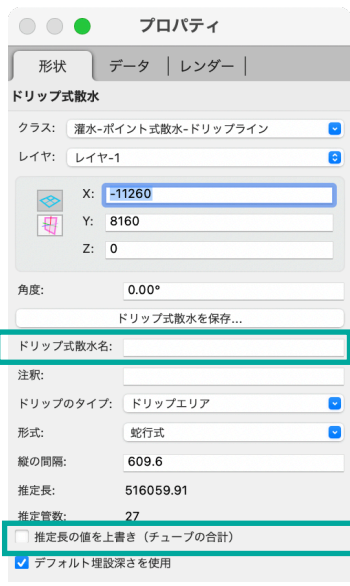 プロパティ
形状 データ レンダー
ドリップ式散水
クラス: 灌水-ポイント式散水-ドリップライン
レイヤ: レイヤ-1
X: -11260
Y: 8160
Z: 0
角度: 0.00°
ドリップ式散水を保存...
ドリップ式散水名:
注釈:
ドリップのタイプ: ドリップエリア
形式: 蛇行式
縦の間隔: 609.6
推定長: 516059.91
推定管数: 27
推定長の値を上書き（チューブの合計）
デフォルト埋設深さを使用